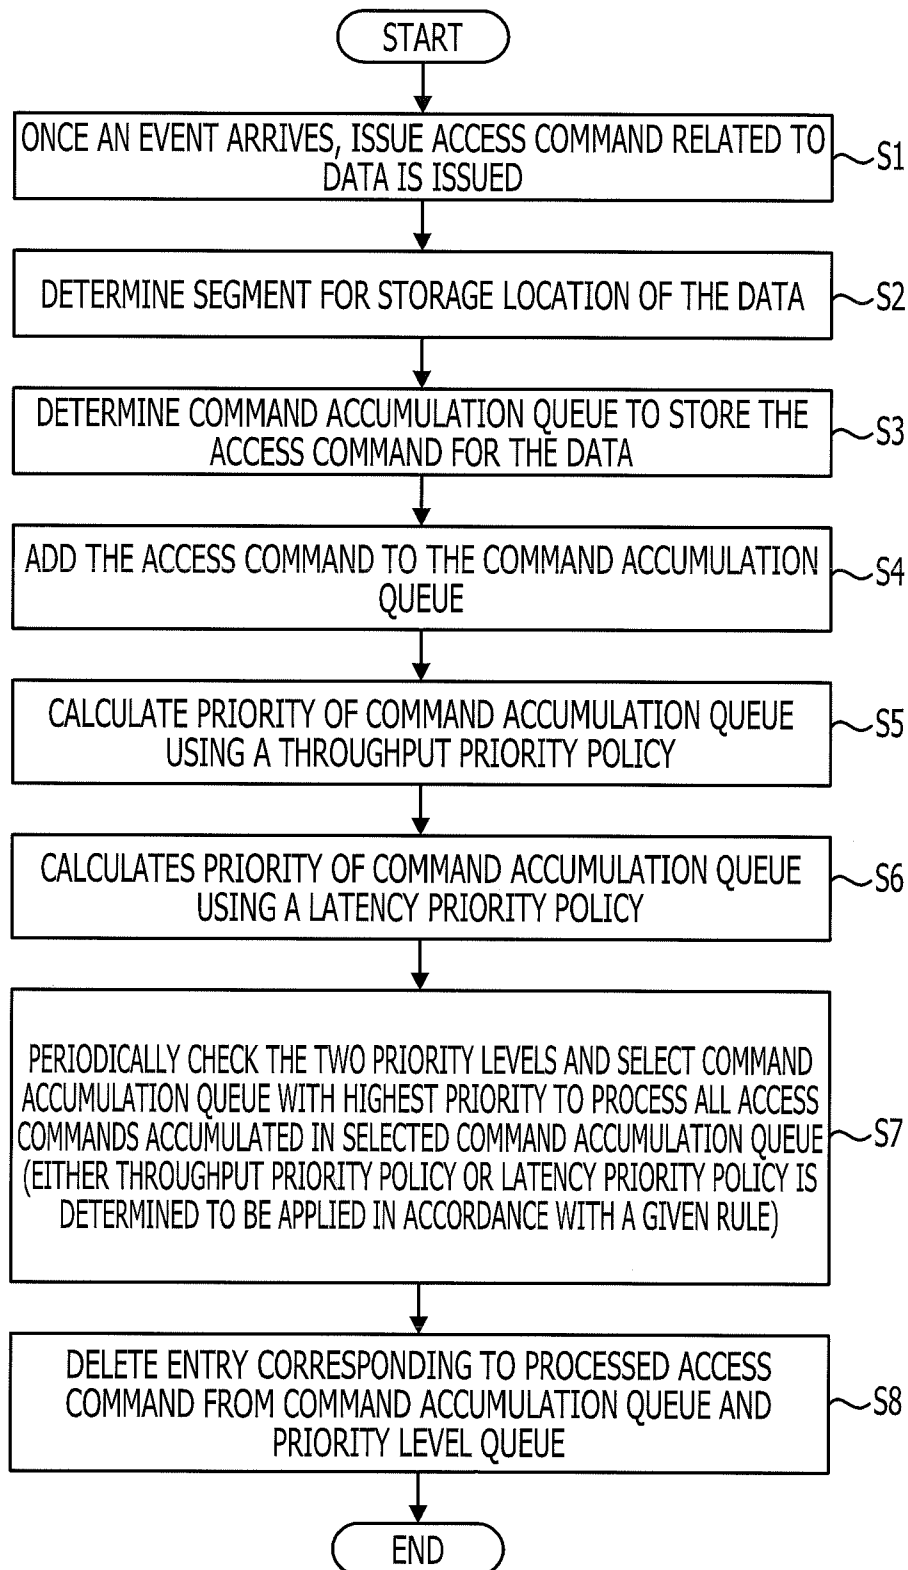 START
ONCE AN EVENT ARRIVES, ISSUE ACCESS COMMAND RELATED TO
DATA IS ISSUED
S1
DETERMINE SEGMENT FOR STORAGE LOCATION OF THE DATA
S2
DETERMINE COMMAND ACCUMULATION QUEUE TO STORE THE
ACCESS COMMAND FOR THE DATA
S3
ADD THE ACCESS COMMAND TO THE COMMAND ACCUMULATION
QUEUE
S4
CALCULATE PRIORITY OF COMMAND ACCUMULATION QUEUE
USING A THROUGHPUT PRIORITY POLICY
S5
CALCULATES PRIORITY OF COMMAND ACCUMULATION QUEUE
USING A LATENCY PRIORITY POLICY
S6
PERIODICALLY CHECK THE TWO PRIORITY LEVELS AND SELECT COMMAND
ACCUMULATION QUEUE WITH HIGHEST PRIORITY TO PROCESS ALL ACCESS
COMMANDS ACCUMULATED IN SELECTED COMMAND ACCUMULATION QUEUE
(EITHER THROUGHPUT PRIORITY POLICY OR LATENCY PRIORITY POLICY IS
DETERMINED TO BE APPLIED IN ACCORDANCE WITH A GIVEN RULE)
S7
DELETE ENTRY CORRESPONDING TO PROCESSED ACCESS
COMMAND FROM COMMAND ACCUMULATION QUEUE AND
PRIORITY LEVEL QUEUE
S8
END